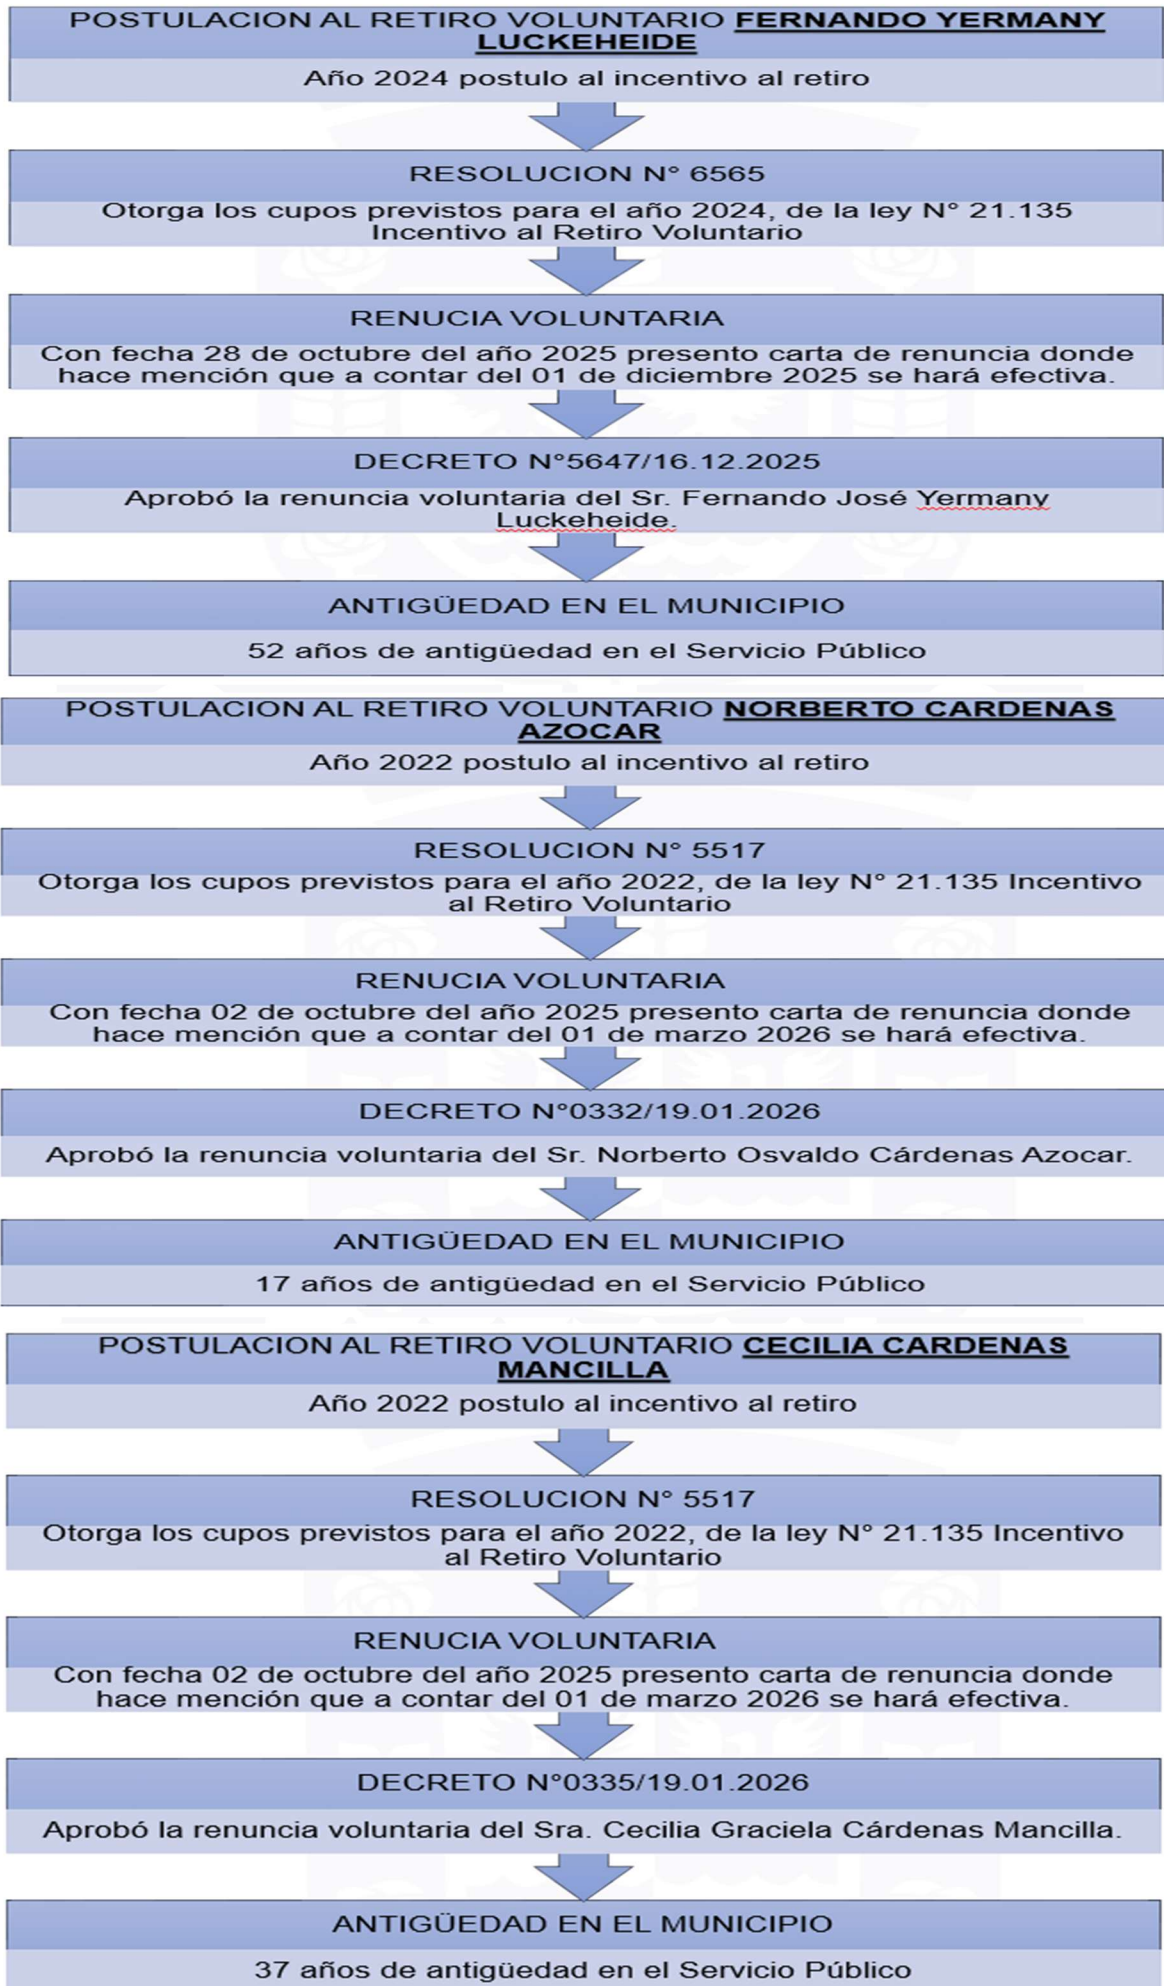 POSTULACION AL RETIRO VOLUNTARIO FERNANDO YERMANY
LUCKEHEIDE
Año 2024 postulo al incentivo al retiro
RESOLUCION N° 6565
Otorga los cupos previstos para el año 2024, de la ley N° 21.135
Incentivo al Retiro Voluntario
RENUCIA VOLUNTARIA
Con fecha 28 de octubre del año 2025 presento carta de renuncia donde
hace mención que a contar del 01 de diciembre 2025 se hará efectiva.
DECRETO N°5647/16.12.2025
Aprobó la renuncia voluntaria del Sr. Fernando José Yermany
Luckeheide.
ANTIGÜEDAD EN EL MUNICIPIO
52 años de antigüedad en el Servicio Público
POSTULACION AL RETIRO VOLUNTARIO NORBERTO CARDENAS
AZOCAR
Año 2022 postulo al incentivo al retiro
RESOLUCION N° 5517
Otorga los cupos previstos para el año 2022, de la ley N° 21.135 Incentivo
al Retiro Voluntario
RENUCIA VOLUNTARIA
Con fecha 02 de octubre del año 2025 presento carta de renuncia donde
hace mención que a contar del 01 de marzo 2026 se hará efectiva.
DECRETO N°0332/19.01.2026
Aprobó la renuncia voluntaria del Sr. Norberto Osvaldo Cárdenas Azocar.
ANTIGÜEDAD EN EL MUNICIPIO
17 años de antigüedad en el Servicio Público
POSTULACION AL RETIRO VOLUNTARIO CECILIA CARDENAS
MANCILLA
Año 2022 postulo al incentivo al retiro
RESOLUCION N° 5517
Otorga los cupos previstos para el año 2022, de la ley N° 21.135 Incentivo
al Retiro Voluntario
RENUCIA VOLUNTARIA
Con fecha 02 de octubre del año 2025 presento carta de renuncia donde
hace mención que a contar del 01 de marzo 2026 se hará efectiva.
DECRETO N°0335/19.01.2026
Aprobó la renuncia voluntaria del Sra. Cecilia Graciela Cárdenas Mancilla.
ANTIGÜEDAD EN EL MUNICIPIO
37 años de antigüedad en el Servicio Público